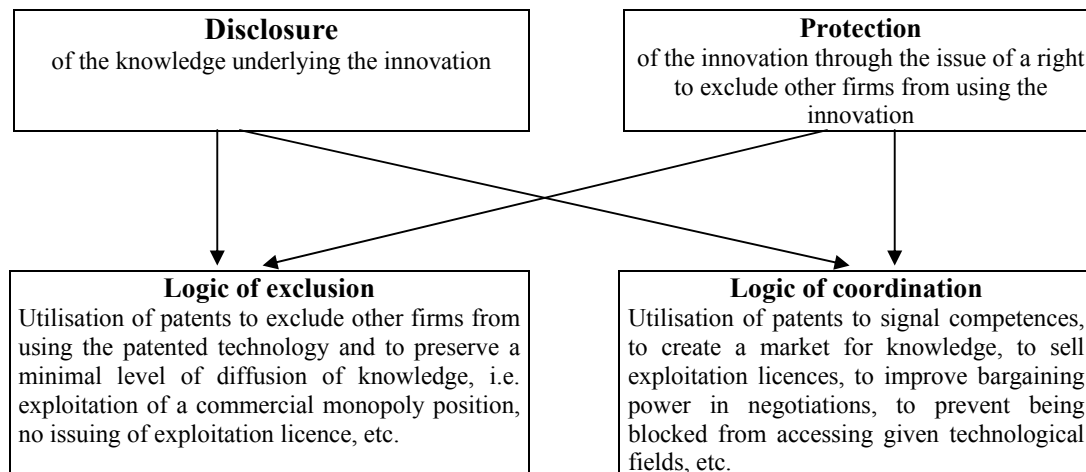 Disclosure
of the knowledge underlying the innovation
Protection
of the innovation through the issue of a right
to exclude other firms from using the
innovation
Logic of exclusion
Utilisation of patents to exclude other firms from
using the patented technology and to preserve a
minimal level of diffusion of knowledge, i.e.
exploitation of a commercial monopoly position,
no issuing of exploitation licence, etc.
Logic of coordination
Utilisation of patents to signal competences,
to create a market for knowledge, to sell
exploitation licences, to improve bargaining
power in negotiations, to prevent being
blocked from accessing given technological
fields, etc.